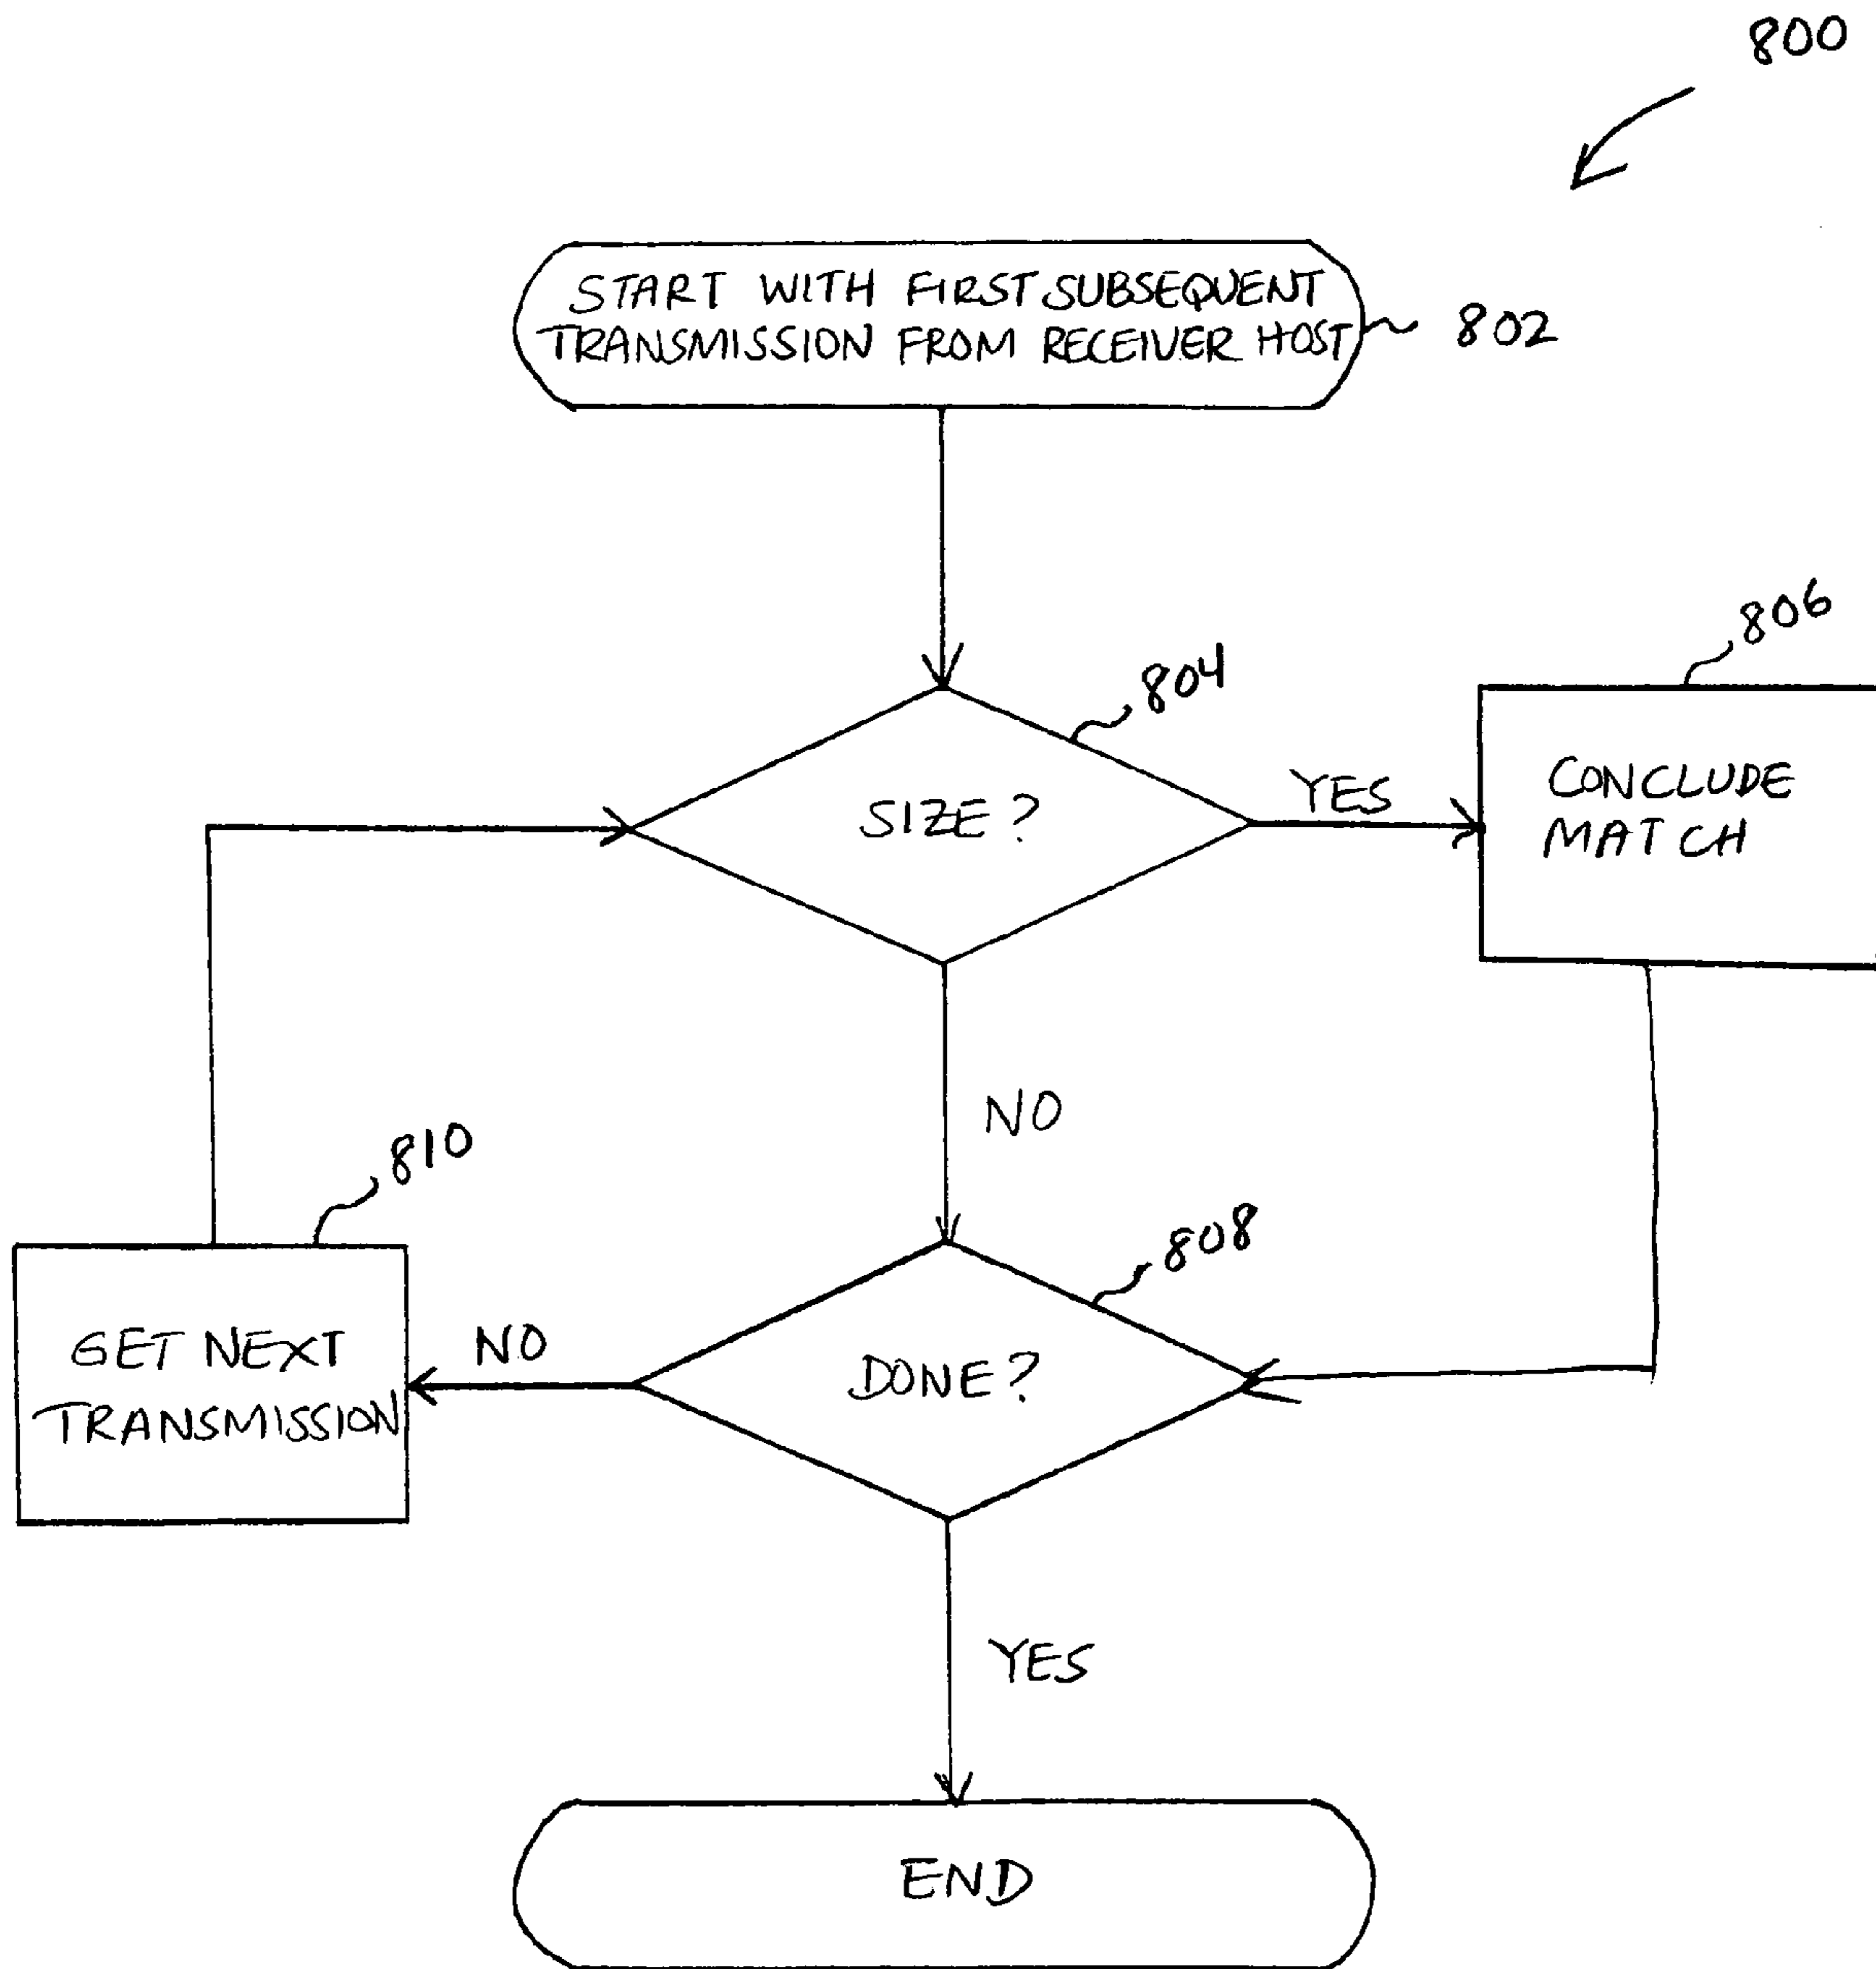 800
START WITH FIRST SUBSEQUENT
TRANSMISSION FROM RECEIVER HOST
802
804
806
SIZE?
YES
CONCLUDE
MATCH
NO
810
808
GET NEXT
TRANSMISSION
NO
DONE?
YES
END